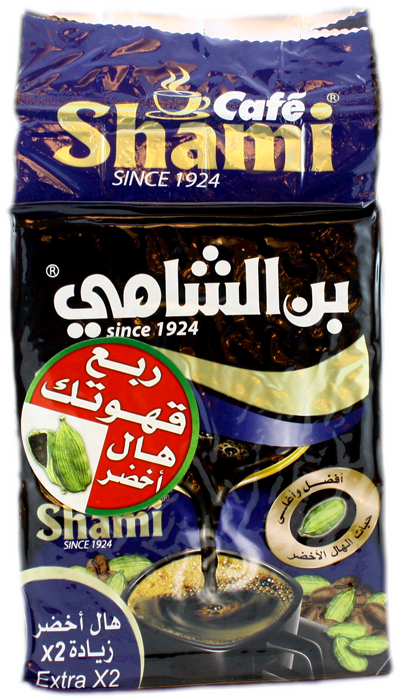 Café ®
Shami
SINCE 1924
® بن الشامي
since 1924
ربع
قهوتك
هال
أخضر
أفضل وأغلى
حبات الهال الأخضر
Shami
SINCE 1924
هال أخضر
زيادة X2
Extra X2